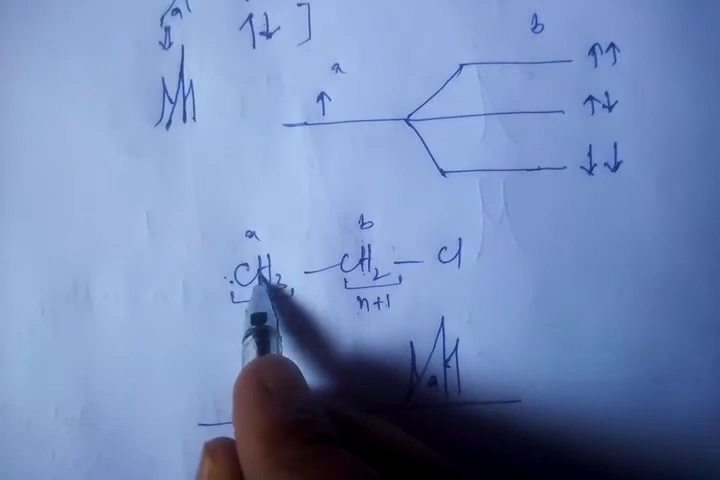 a
↑↓ ]
b
a
↑↑
↑
↑↓
↓↓
a b
CH2 — CH2 — Cl
n+1
a